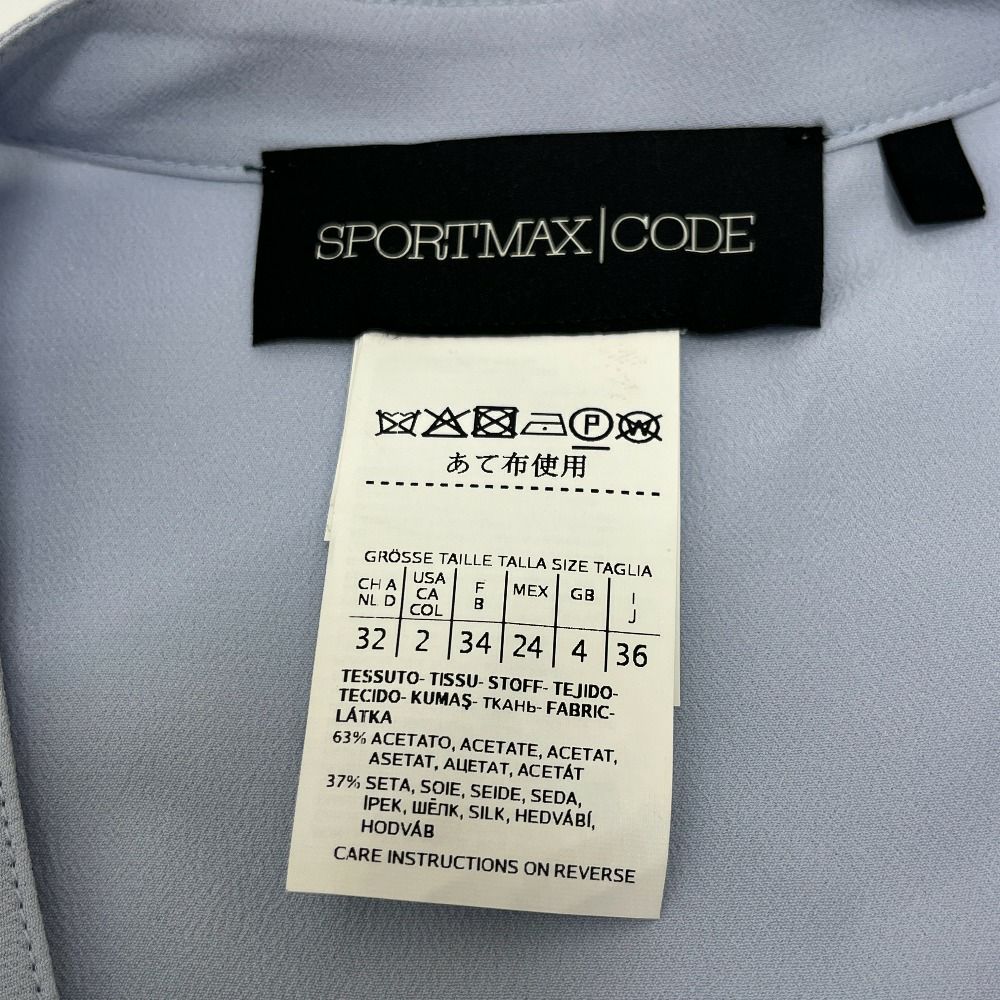 SPORTMAX|CODE
P W
あて布使用
GRÖSSE TAILLE TALLA SIZE TAGLIA
CH A NL D USA CA COL F B MEX GB I J
32 2 34 24 4 36
TESSUTO- TISSU- STOFF- TEJIDO-
TECIDO- KUMAŞ- ТКАНЬ- FABRIC-
LÁTKA
63% ACETATO, ACETATE, ACETAT,
ASETAT, АЦЕТАТ, ACETÁT
37% SETA, SOIE, SEIDE, SEDA,
İPEK, ШЁЛК, SILK, HEDVÁBÍ,
HODVÁB
CARE INSTRUCTIONS ON REVERSE